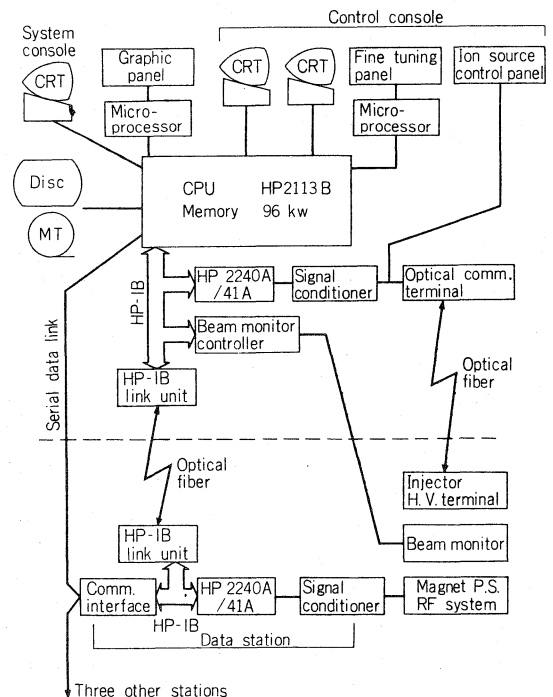 Control console
System
console
CRT
Graphic
panel
Micro-
processor
CRT
CRT
Fine tuning
panel
Micro-
processor
Ion source
control panel
Disc
MT
CPU HP2113B
Memory 96 kw
HP-IB
HP 2240A
/41A
Signal
conditioner
Optical comm.
terminal
Beam monitor
controller
HP-IB
link unit
Serial data link
Optical
fiber
Optical
fiber
Injector
H.V. terminal
HP-IB
link unit
Beam monitor
Comm.
interface
HP-IB
HP 2240A
/41A
Signal
conditioner
Magnet P.S.
RF system
Data station
Three other stations